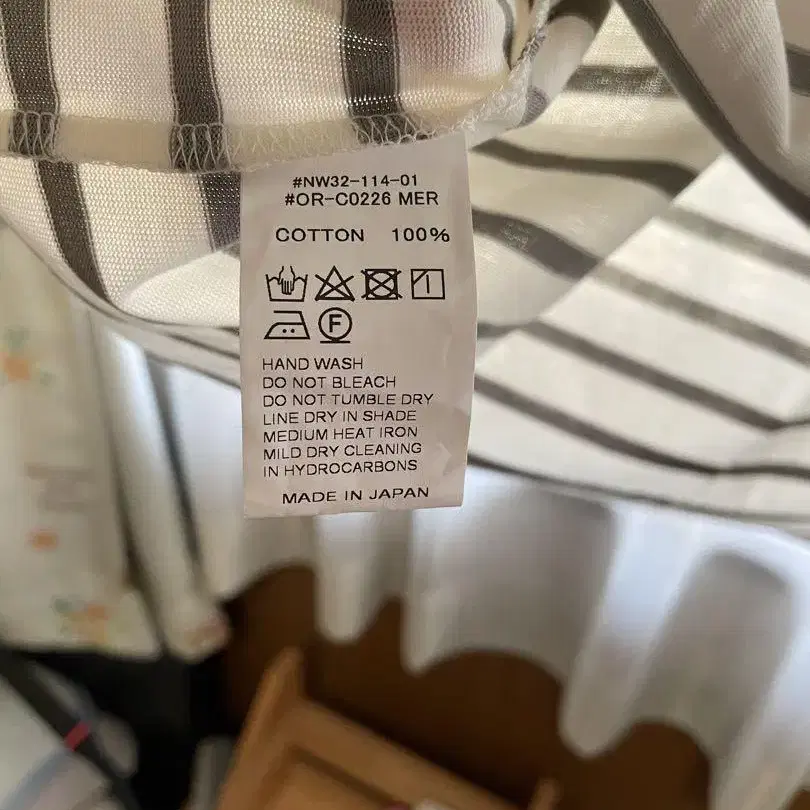 #NW32-114-01
#OR-C0226 MER
COTTON 100%
F
HAND WASH
DO NOT BLEACH
DO NOT TUMBLE DRY
LINE DRY IN SHADE
MEDIUM HEAT IRON
MILD DRY CLEANING
IN HYDROCARBONS
MADE IN JAPAN